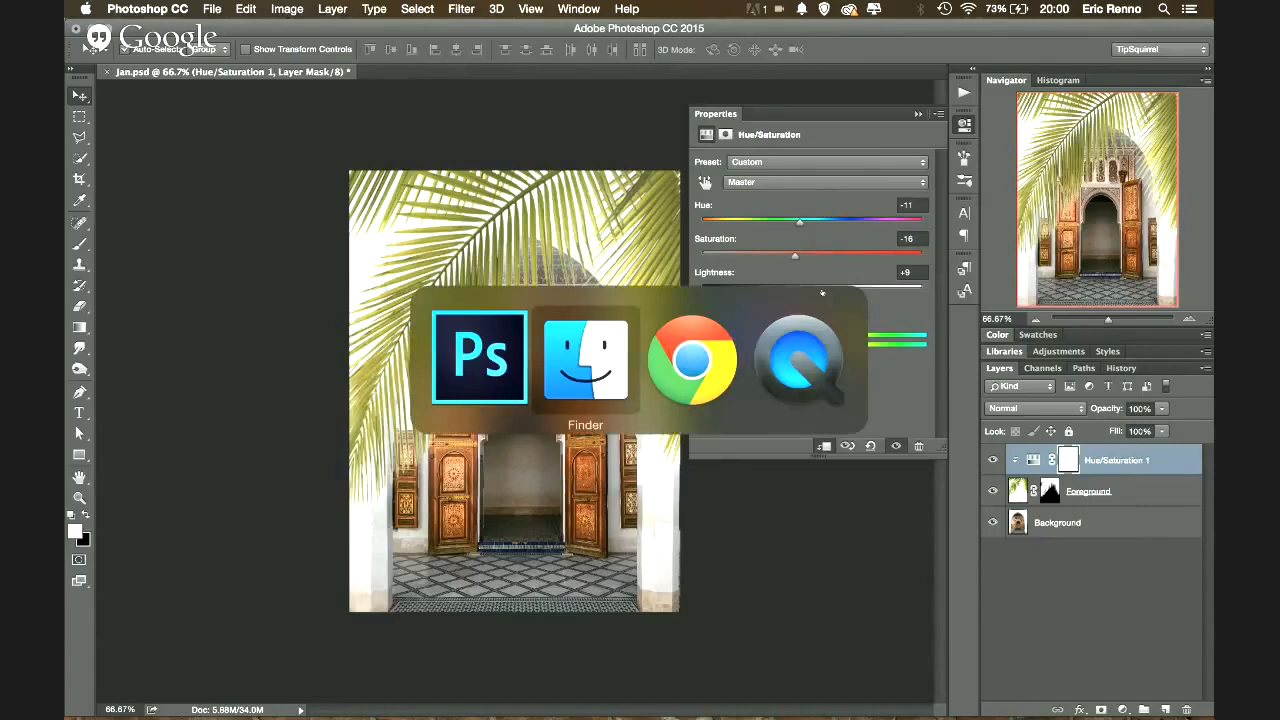 Photoshop CC File Edit Image Layer Type Select Filter 3D View Window Help 1 73% 20:00 Eric Renno
Google
Adobe Photoshop CC 2015
Auto-Select: Group Show Transform Controls 3D Mode: TipSquirrel
× Jan.psd @ 66.7% (Hue/Saturation 1, Layer Mask/8) *
Navigator Histogram
Properties
Hue/Saturation
Preset: Custom
Master
Hue: -11
Saturation: -16
Lightness: +9
66.67%
Color Swatches
Libraries Adjustments Styles
Layers Channels Paths History
Kind
Normal Opacity: 100%
Lock: Fill: 100%
Ps
Finder
Hue/Saturation 1
Foreground
Background
66.67% Doc: 5.88M/34.0M